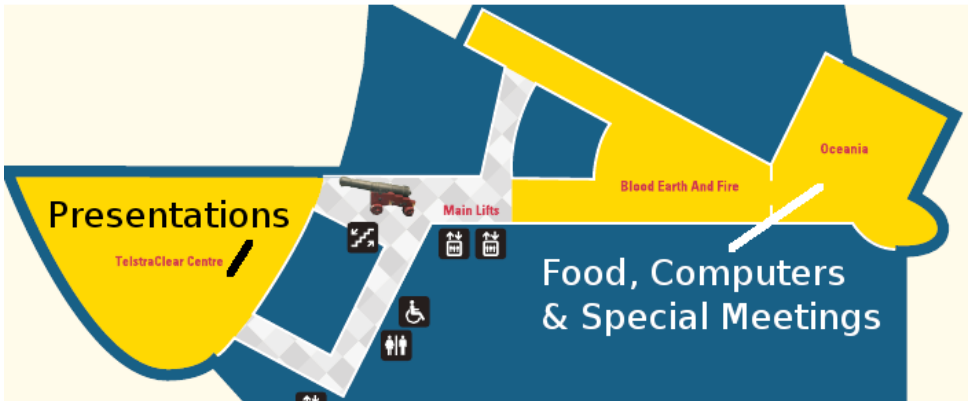 Oceania
Blood Earth And Fire
Presentations
Main Lifts
TelstraClear Centre
Food, Computers
& Special Meetings